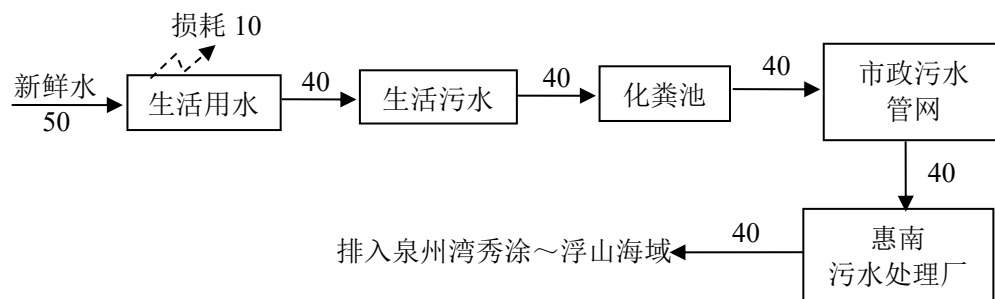 损耗 10
新鲜水
50
生活用水
40
生活污水
40
化粪池
40
市政污水
管网
40
惠南
污水处理厂
40
排入泉州湾秀涂～浮山海域